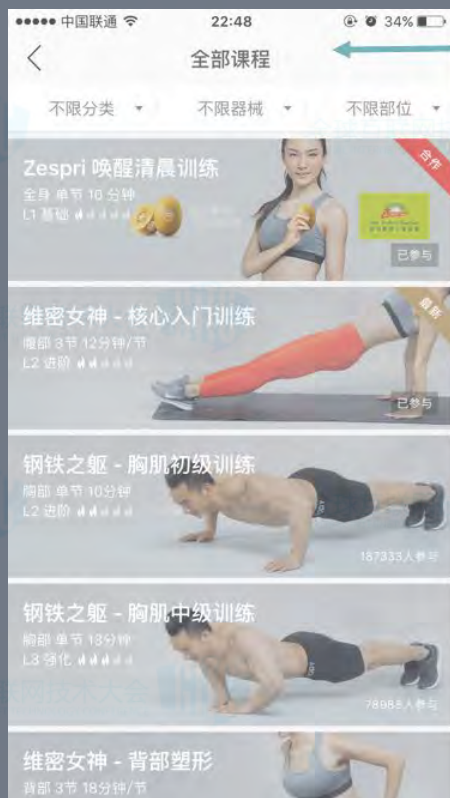 中国联通 22:48 34%
全部课程
不限分类 不限器械 不限部位
Zespri 唤醒清晨训练
合作
全身 单节 10 分钟
L1 基础
已参与
维密女神 - 核心入门训练
最新
腹部 3节 12分钟/节
L2 进阶
已参与
钢铁之躯 - 胸肌初级训练
胸部 单节 10分钟
L2 进阶
187333人参与
钢铁之躯 - 胸肌中级训练
胸部 单节 13分钟
L3 强化
78988人参与
维密女神 - 背部塑形
背部 3节 18分钟/节